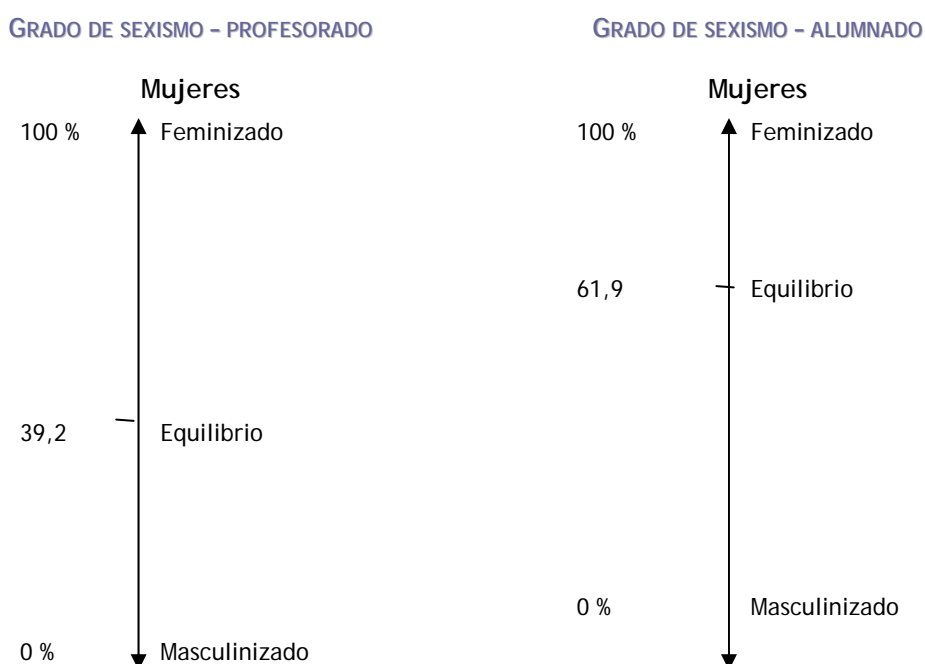 GRADO DE SEXISMO – PROFESORADO
Mujeres
100 % Feminizado
39,2 Equilibrio
0 % Masculinizado
GRADO DE SEXISMO – ALUMNADO
Mujeres
100 % Feminizado
61,9 Equilibrio
0 % Masculinizado